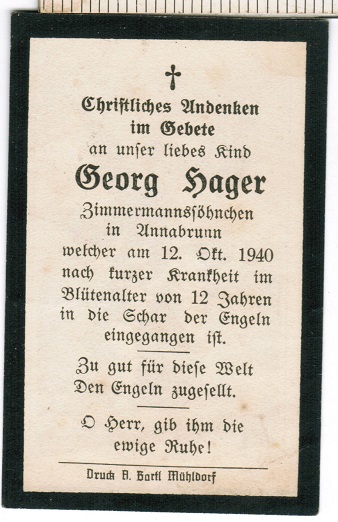 Christliches Andenken
im Gebete
an unser liebes Kind
Georg Hager
Zimmermannssöhnchen
in Annabrunn
welcher am 12. Okt. 1940
nach kurzer Krankheit im
Blütenalter von 12 Jahren
in die Schar der Engeln
eingegangen ist.
Zu gut für diese Welt
Den Engeln zugesellt.
O Herr, gib ihm die
ewige Ruhe!
Druck A. Bartl Mühldorf